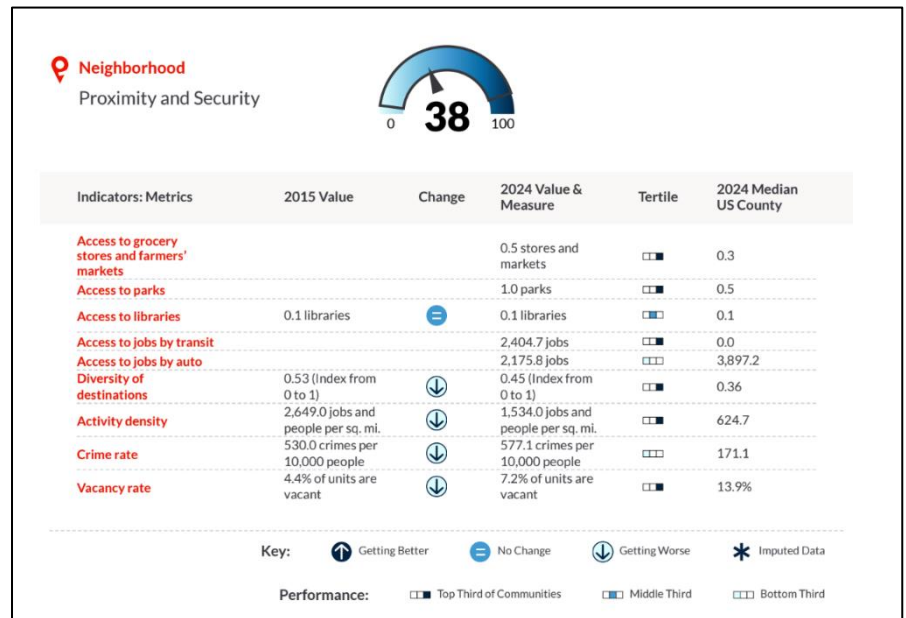 Neighborhood
Proximity and Security
0
38
100
Indicators: Metrics 2015 Value Change 2024 Value & Measure Tertile 2024 Median US County
Access to grocery stores and farmers' markets 0.5 stores and markets 0.3
Access to parks 1.0 parks 0.5
Access to libraries 0.1 libraries 0.1 libraries 0.1
Access to jobs by transit 2,404.7 jobs 0.0
Access to jobs by auto 2,175.8 jobs 3,897.2
Diversity of destinations 0.53 (Index from 0 to 1) 0.45 (Index from 0 to 1) 0.36
Activity density 2,649.0 jobs and people per sq. mi. 1,534.0 jobs and people per sq. mi. 624.7
Crime rate 530.0 crimes per 10,000 people 577.1 crimes per 10,000 people 171.1
Vacancy rate 4.4% of units are vacant 7.2% of units are vacant 13.9%
Key: Getting Better No Change Getting Worse Imputed Data
Performance: Top Third of Communities Middle Third Bottom Third